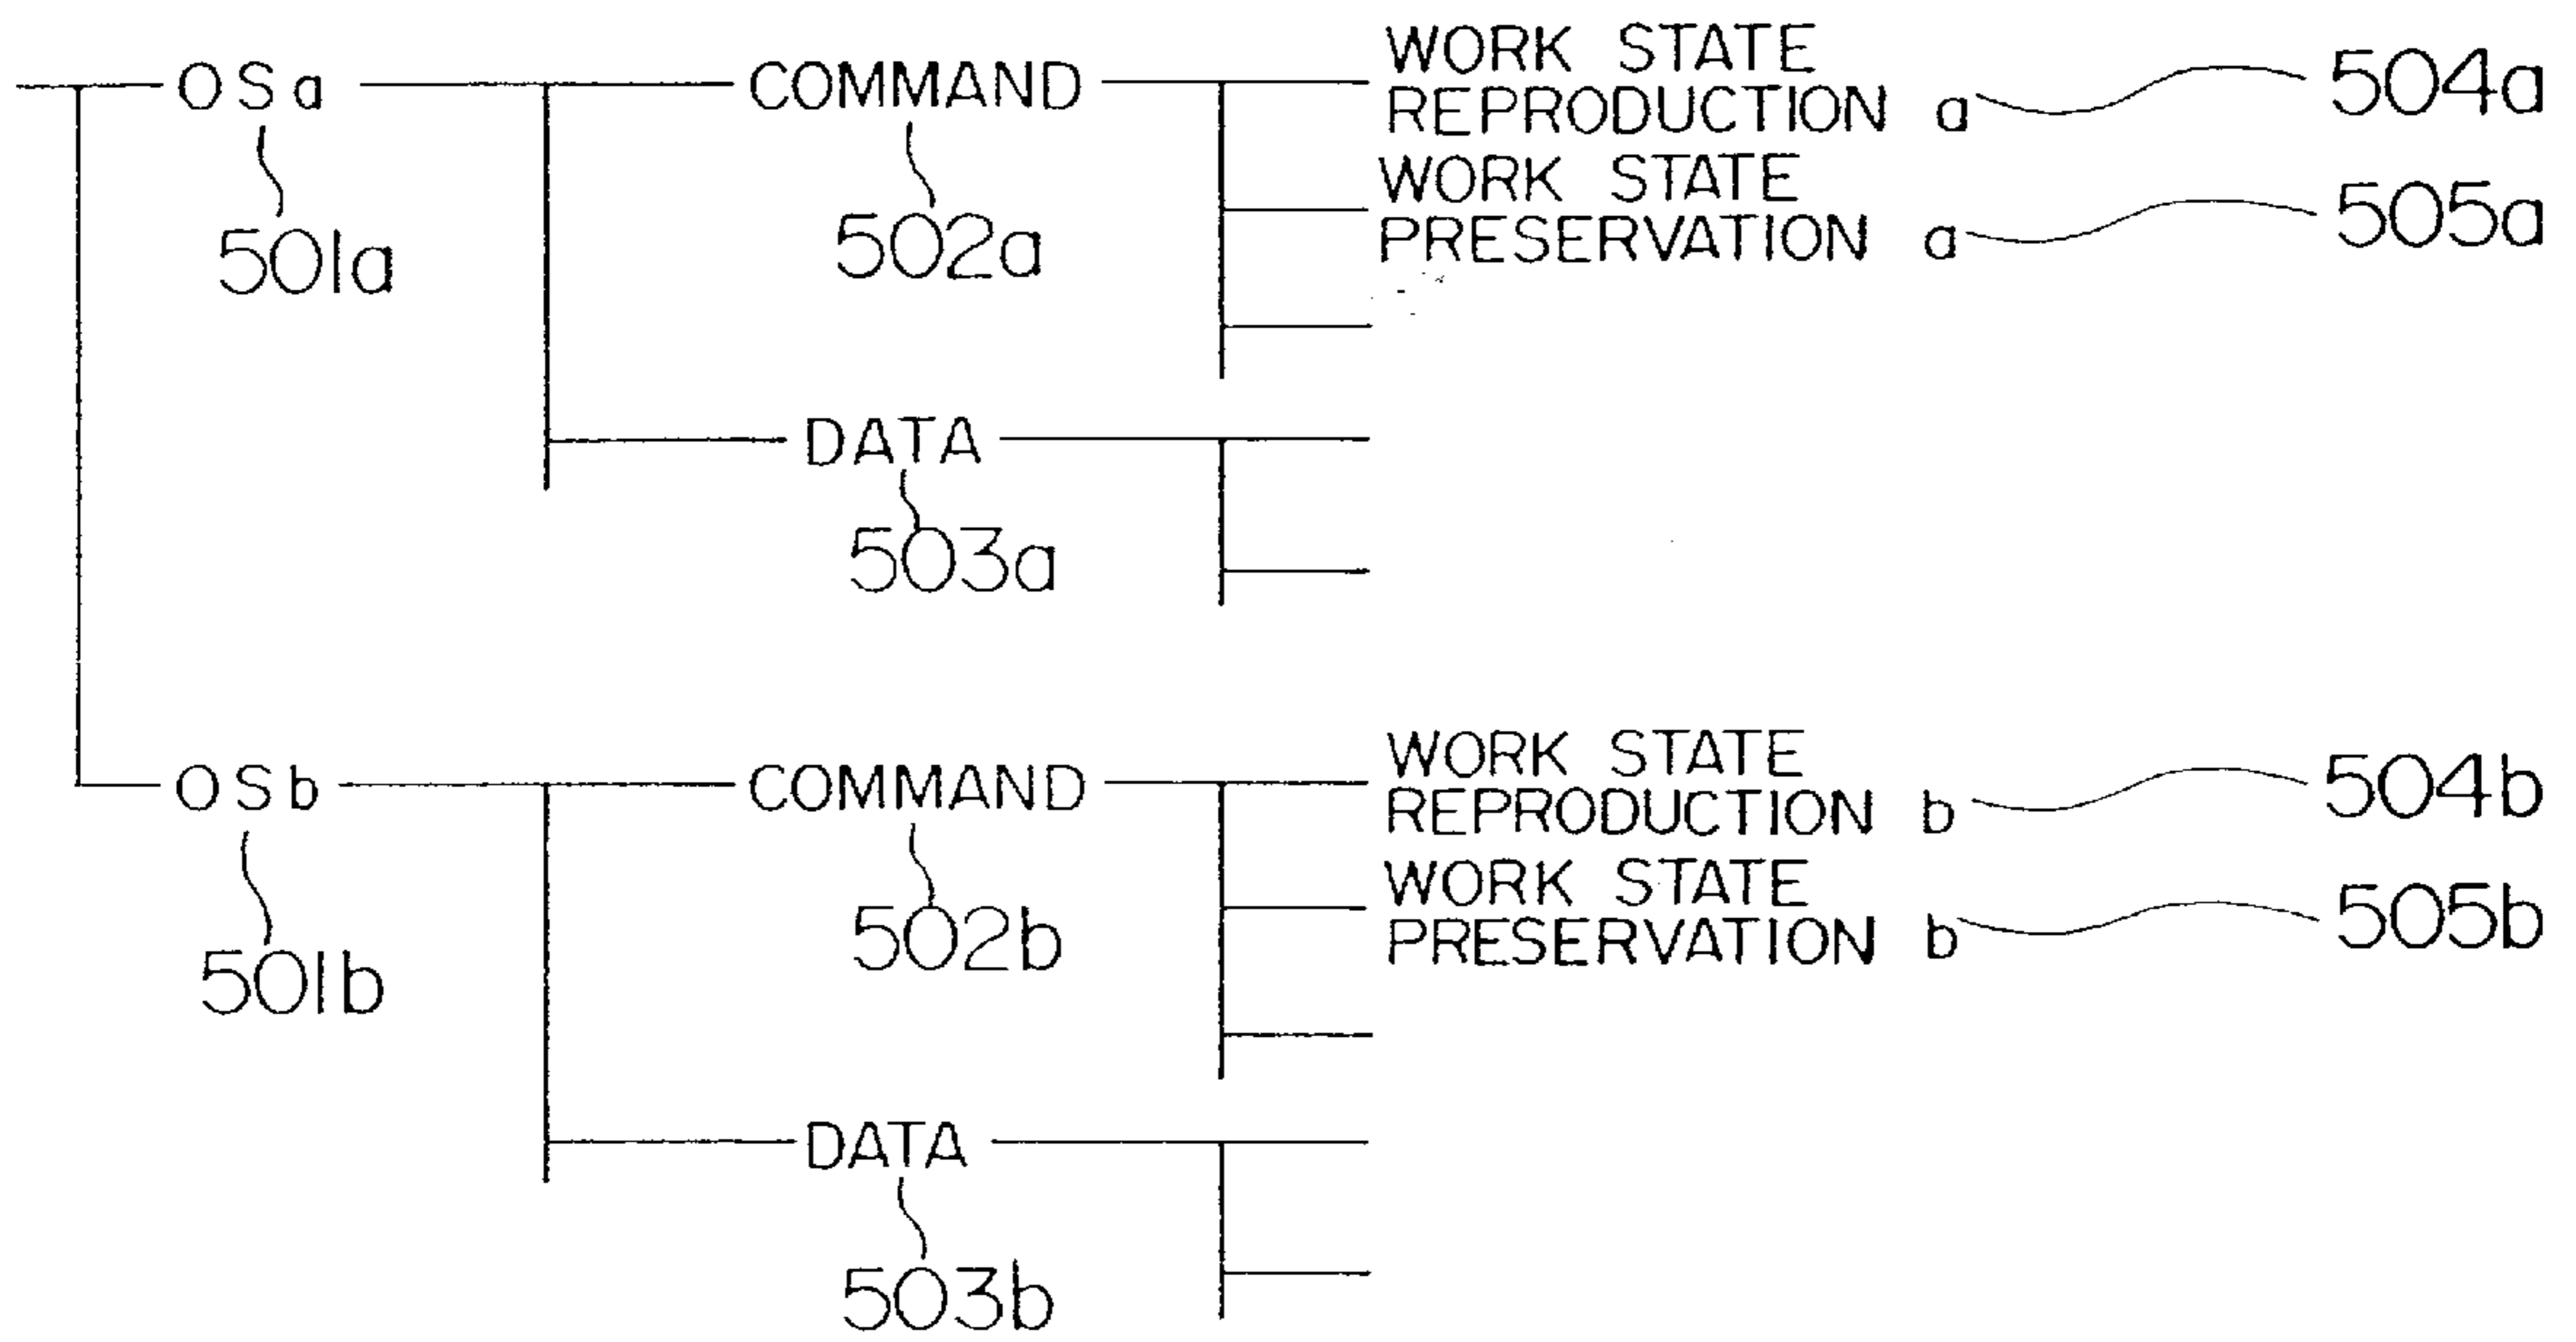 WORK STATE
OSa COMMAND REPRODUCTION a 504a
WORK STATE
501a 502a PRESERVATION a 505a
DATA
503a
WORK STATE
OSb COMMAND REPRODUCTION b 504b
WORK STATE
501b 502b PRESERVATION b 505b
DATA
503b